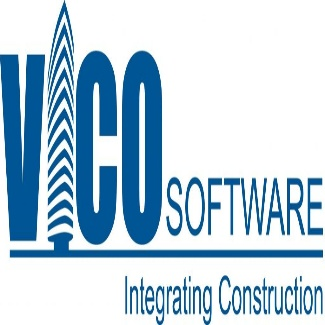 VICO
SOFTWARE
Integrating Construction